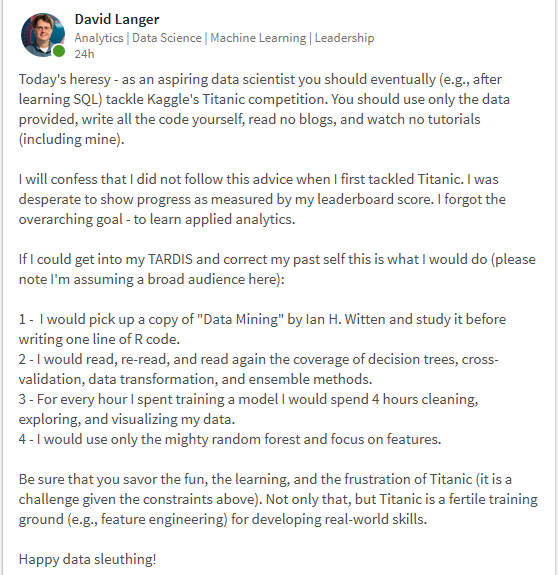 David Langer
Analytics | Data Science | Machine Learning | Leadership
24h
Today's heresy - as an aspiring data scientist you should eventually (e.g., after
learning SQL) tackle Kaggle's Titanic competition. You should use only the data
provided, write all the code yourself, read no blogs, and watch no tutorials
(including mine).
I will confess that I did not follow this advice when I first tackled Titanic. I was
desperate to show progress as measured by my leaderboard score. I forgot the
overarching goal - to learn applied analytics.
If I could get into my TARDIS and correct my past self this is what I would do (please
note I'm assuming a broad audience here):
1 - I would pick up a copy of "Data Mining" by Ian H. Witten and study it before
writing one line of R code.
2 - I would read, re-read, and read again the coverage of decision trees, cross-
validation, data transformation, and ensemble methods.
3 - For every hour I spent training a model I would spend 4 hours cleaning,
exploring, and visualizing my data.
4 - I would use only the mighty random forest and focus on features.
Be sure that you savor the fun, the learning, and the frustration of Titanic (it is a
challenge given the constraints above). Not only that, but Titanic is a fertile training
ground (e.g., feature engineering) for developing real-world skills.
Happy data sleuthing!